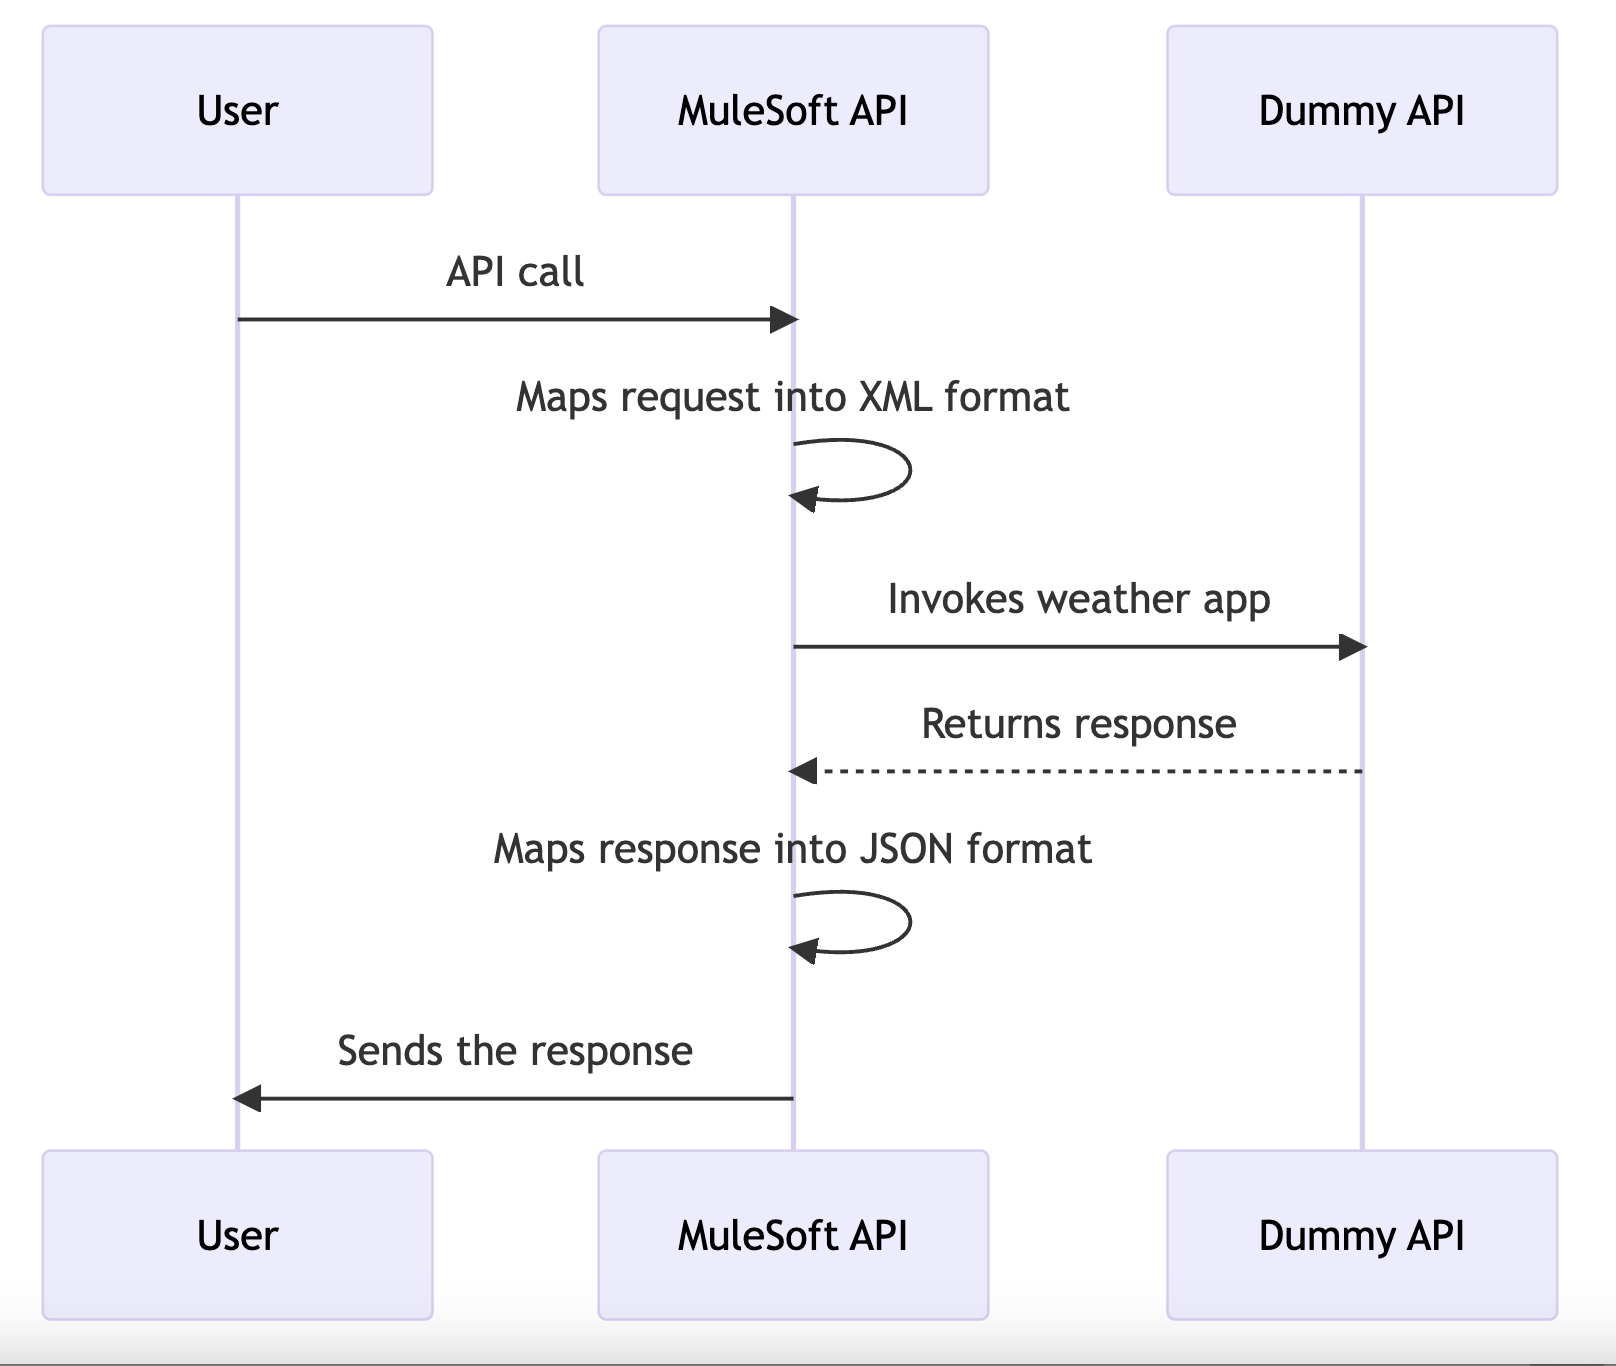 User
MuleSoft API
Dummy API
API call
Maps request into XML format
Invokes weather app
Returns response
Maps response into JSON format
Sends the response
User
MuleSoft API
Dummy API